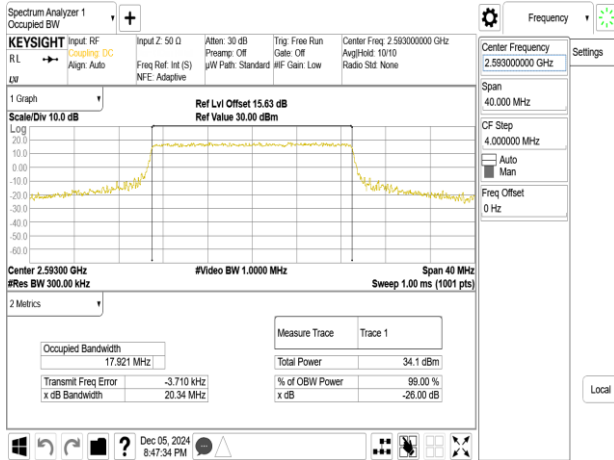 Spectrum Analyzer 1
Occupied BW
Frequency
KEYSIGHT
RL
LXI
Input: RF
Coupling: DC
Align: Auto
Input Z: 50 Ω
Freq Ref: Int (S)
NFE: Adaptive
Atten: 30 dB
Preamp: Off
µW Path: Standard
Trig: Free Run
Gate: Off
#IF Gain: Low
Center Freq: 2.593000000 GHz
Avg|Hold: 10/10
Radio Std: None
Center Frequency
2.593000000 GHz
Settings
Span
40.000 MHz
CF Step
4.000000 MHz
Auto
Man
Freq Offset
0 Hz
Local
1 Graph
Scale/Div 10.0 dB
Ref Lvl Offset 15.63 dB
Ref Value 30.00 dBm
Log
20.0
10.0
0.00
-10.0
-20.0
-30.0
-40.0
-50.0
-60.0
Center 2.59300 GHz
#Res BW 300.00 kHz
#Video BW 1.0000 MHz
Span 40 MHz
Sweep 1.00 ms (1001 pts)
2 Metrics
Measure Trace Trace 1
Occupied Bandwidth
17.921 MHz
Total Power 34.1 dBm
Transmit Freq Error -3.710 kHz
% of OBW Power 99.00 %
x dB Bandwidth 20.34 MHz
x dB -26.00 dB
?
Dec 05, 2024
8:47:34 PM